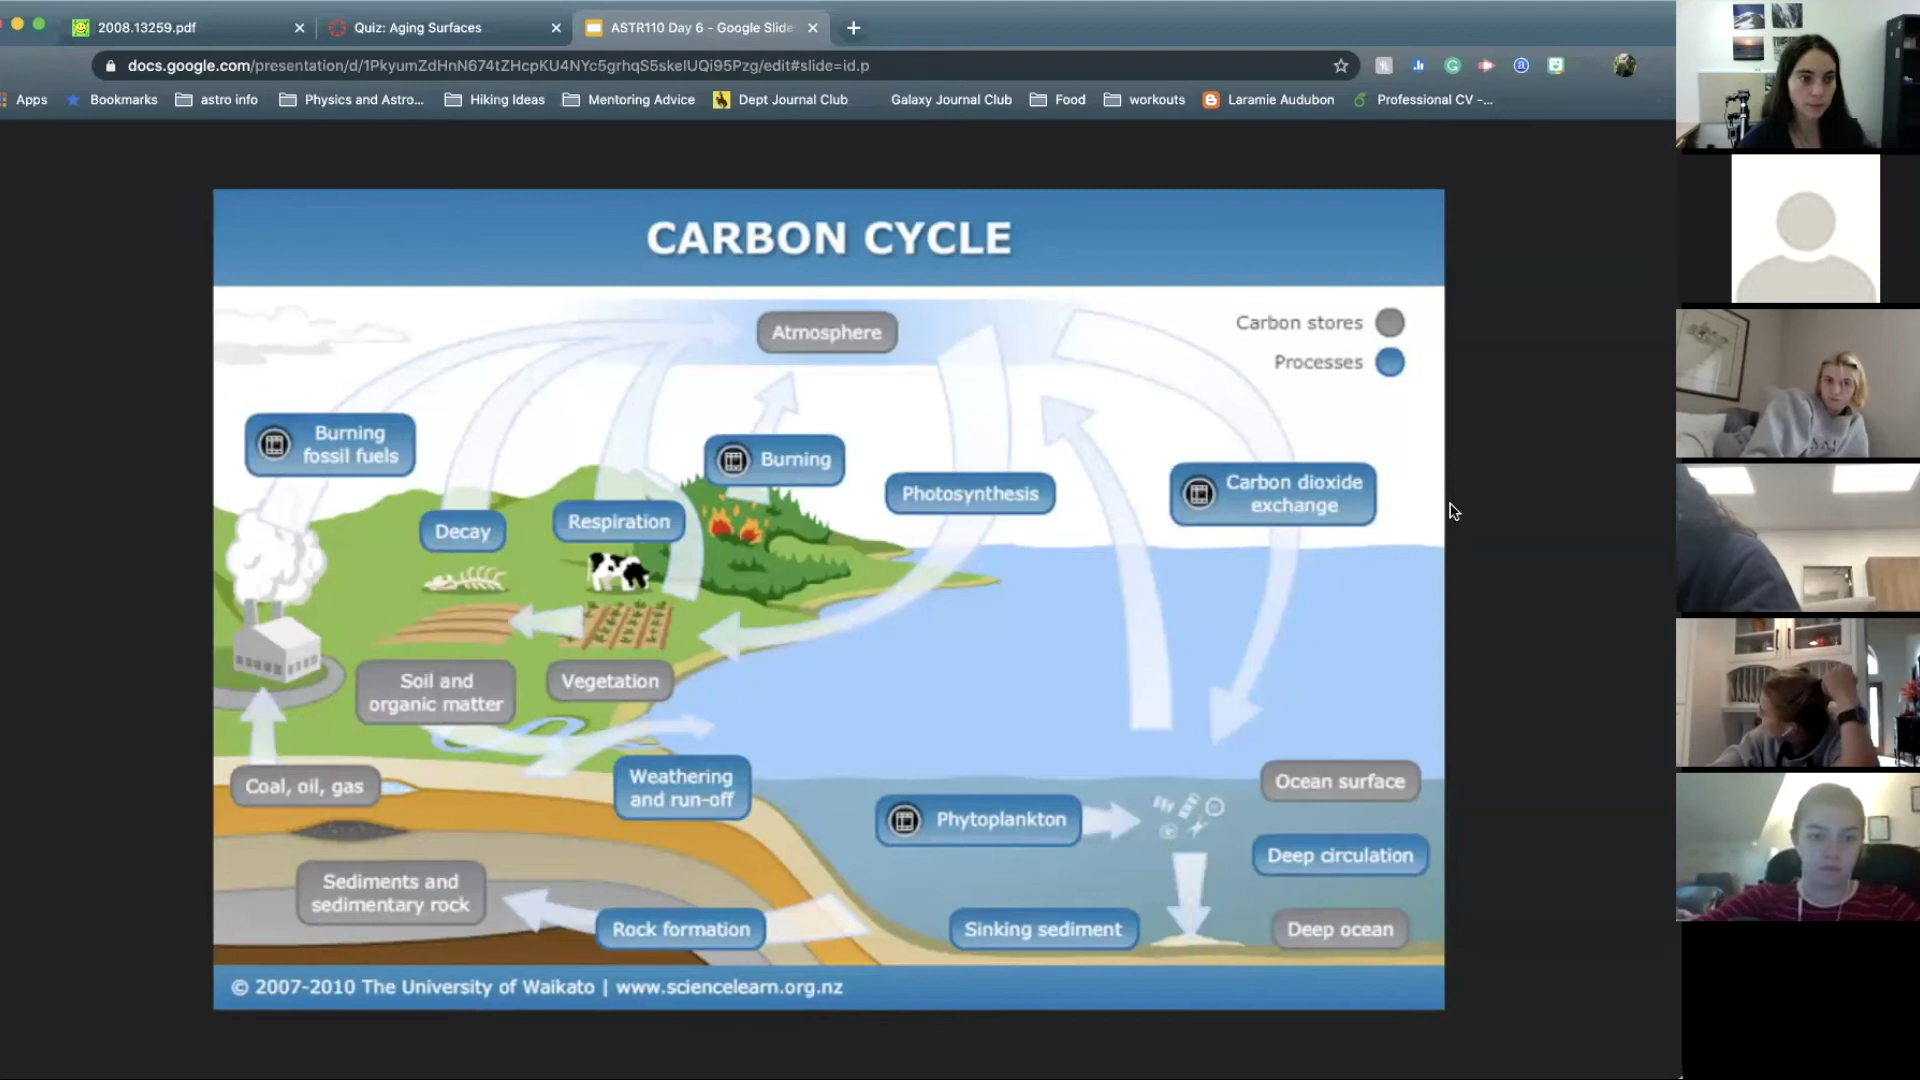 2008.13259.pdf
Quiz: Aging Surfaces
ASTR110 Day 6 - Google Slide
docs.google.com/presentation/d/1PkyumZdHnN674tZHcpKU4NYc5grhqS5skelUQi95Pzg/edit#slide=id.p
Apps
Bookmarks
astro info
Physics and Astro...
Hiking Ideas
Mentoring Advice
Dept Journal Club
Galaxy Journal Club
Food
workouts
Laramie Audubon
Professional CV -...
CARBON CYCLE
Atmosphere
Carbon stores
Processes
Burning
fossil fuels
Burning
Photosynthesis
Carbon dioxide
exchange
Decay
Respiration
Soil and
organic matter
Vegetation
Coal, oil, gas
Weathering
and run-off
Ocean surface
Phytoplankton
Deep circulation
Sediments and
sedimentary rock
Rock formation
Sinking sediment
Deep ocean
© 2007-2010 The University of Waikato | www.sciencelearn.org.nz